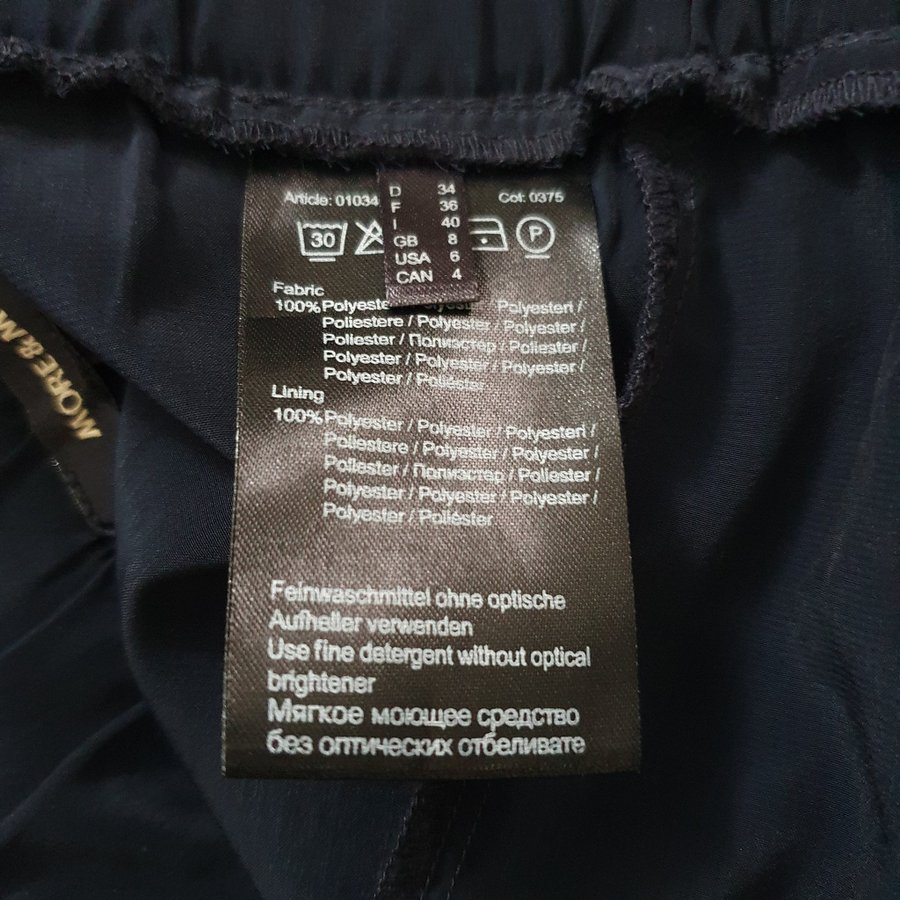 Article: 01034
Col: 0375
D 34
F 36
I 40
GB 8
USA 6
CAN 4
30
P
Fabric
100% Polyeste Polyesteri /
Poliestere / Polyester / Polyester /
Poliester / Полиэстер / Poliester /
Polyester / Polyester / Polyester /
Polyester / Poliéster
Lining
100% Polyester / Polyester / Polyesteri /
Poliestere / Polyester / Polyester /
Poliester / Полиэстер / Poliester /
Polyester / Polyester / Polyester /
Polyester / Poliéster
Feinwaschmittel ohne optische
Aufheller verwenden
Use fine detergent without optical
brightener
Мягкое моющее средство
без оптических отбеливате
MORE & M